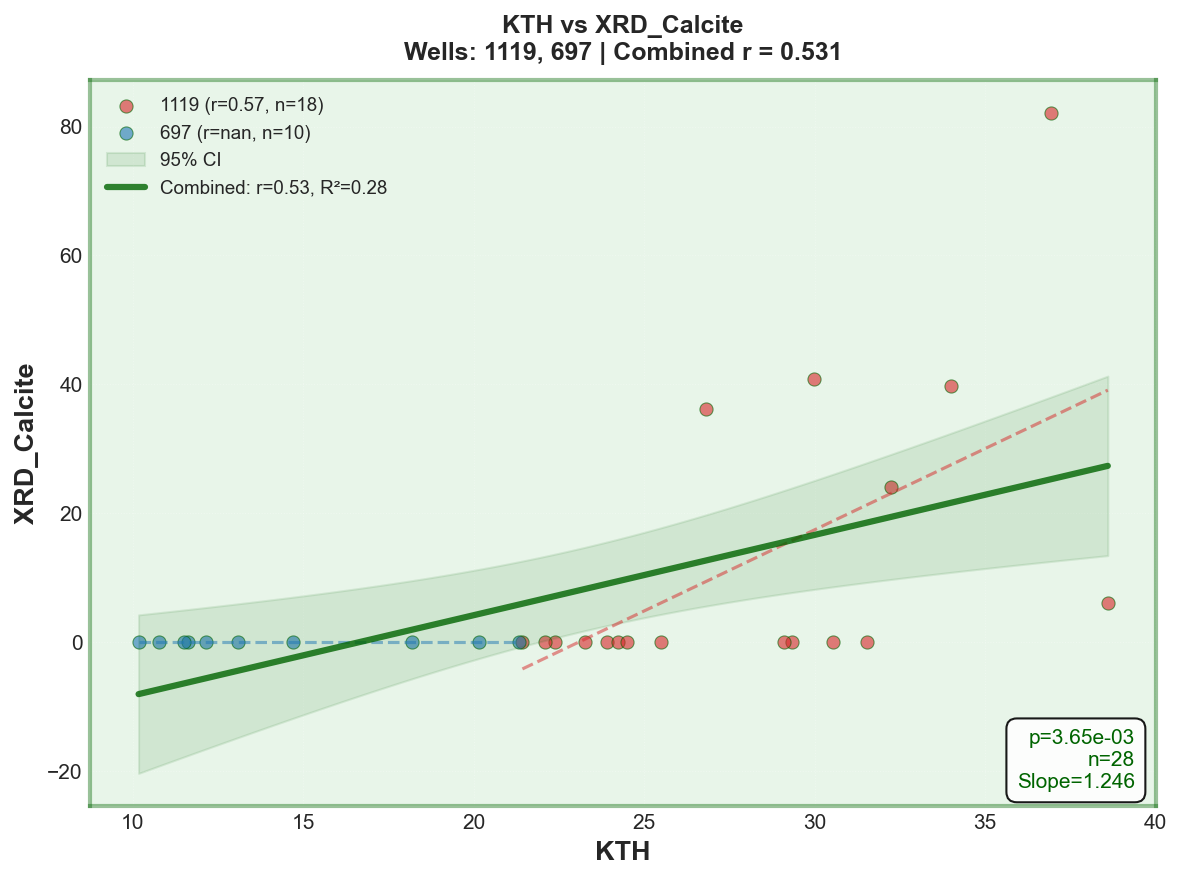 KTH vs XRD_Calcite
Wells: 1119, 697 | Combined r = 0.531
1119 (r=0.57, n=18)
697 (r=nan, n=10)
95% CI
Combined: r=0.53, R²=0.28
80
60
40
20
0
−20
XRD_Calcite
p=3.65e-03
n=28
Slope=1.246
10 15 20 25 30 35 40
KTH